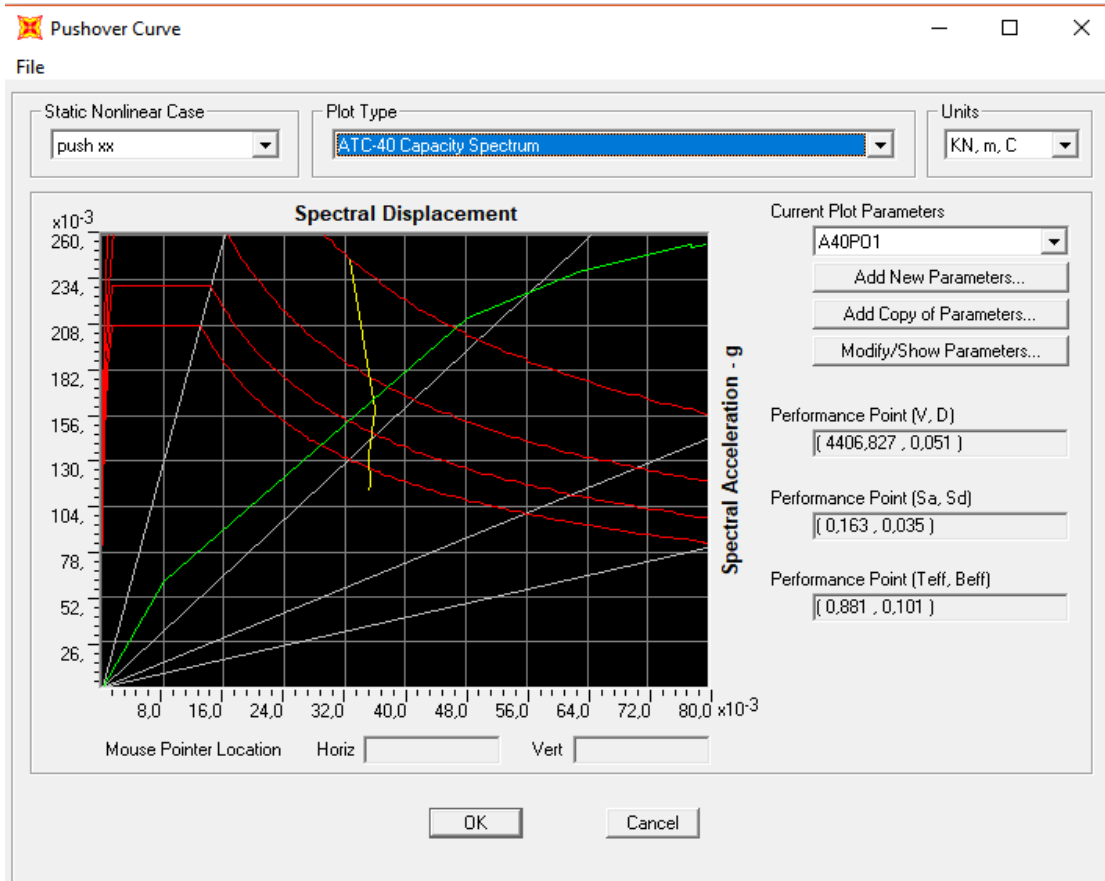 Pushover Curve
File
Static Nonlinear Case
push xx
Plot Type
ATC-40 Capacity Spectrum
Units
KN, m, C
Spectral Displacement
x10-3
260,
234,
208,
182,
156,
130,
104,
78,
52,
26,
8,0 16,0 24,0 32,0 40,0 48,0 56,0 64,0 72,0 80,0 x10-3
Spectral Acceleration - g
Mouse Pointer Location Horiz Vert
Current Plot Parameters
A40PO1
Add New Parameters...
Add Copy of Parameters...
Modify/Show Parameters...
Performance Point (V, D)
( 4406,827 , 0,051 )
Performance Point (Sa, Sd)
( 0,163 , 0,035 )
Performance Point (Teff, Beff)
( 0,881 , 0,101 )
OK
Cancel